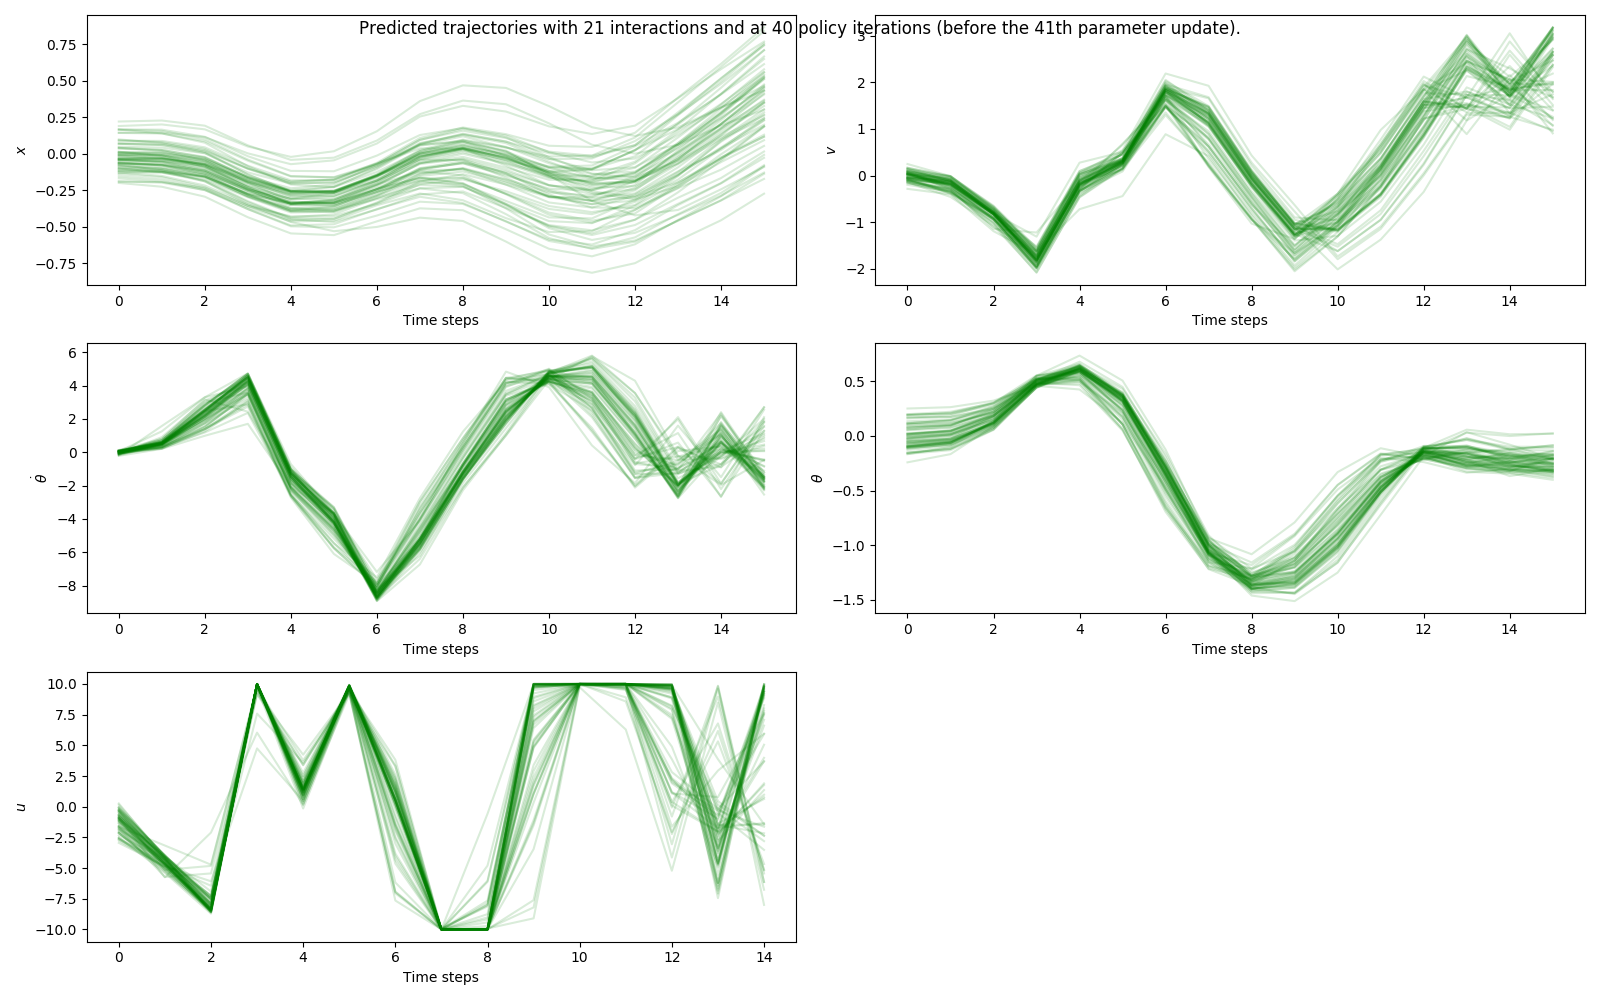 Predicted trajectories with 21 interactions and at 40 policy iterations (before the 41th parameter update).
0.75
0.50
0.25
0.00
−0.25
−0.50
−0.75
x
0 2 4 6 8 10 12 14
Time steps
3
2
1
0
−1
−2
v
0 2 4 6 8 10 12 14
Time steps
6
4
2
0
−2
−4
−6
−8
θ̇
0 2 4 6 8 10 12 14
Time steps
0.5
0.0
−0.5
−1.0
−1.5
θ
0 2 4 6 8 10 12 14
Time steps
10.0
7.5
5.0
2.5
0.0
−2.5
−5.0
−7.5
−10.0
u
0 2 4 6 8 10 12 14
Time steps